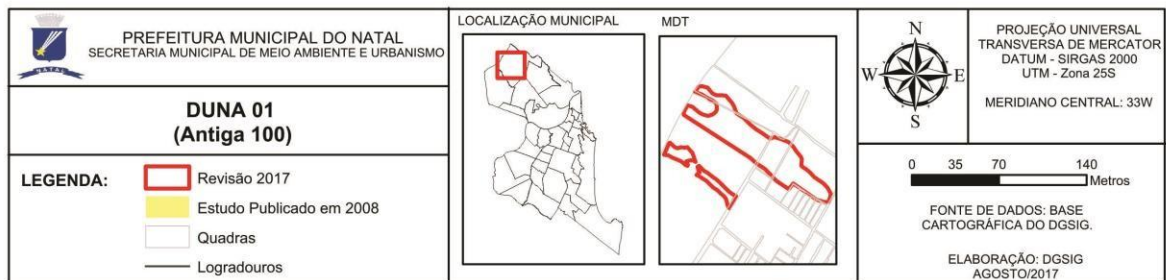 PREFEITURA MUNICIPAL DO NATAL
SECRETARIA MUNICIPAL DE MEIO AMBIENTE E URBANISMO
NATAL
DUNA 01
(Antiga 100)
LEGENDA:
Revisão 2017
Estudo Publicado em 2008
Quadras
Logradouros
LOCALIZAÇÃO MUNICIPAL
MDT
N
W
E
S
PROJEÇÃO UNIVERSAL
TRANSVERSA DE MERCATOR
DATUM - SIRGAS 2000
UTM - Zona 25S
MERIDIANO CENTRAL: 33W
0 35 70 140
Metros
FONTE DE DADOS: BASE
CARTOGRÁFICA DO DGSIG.
ELABORAÇÃO: DGSIG
AGOSTO/2017